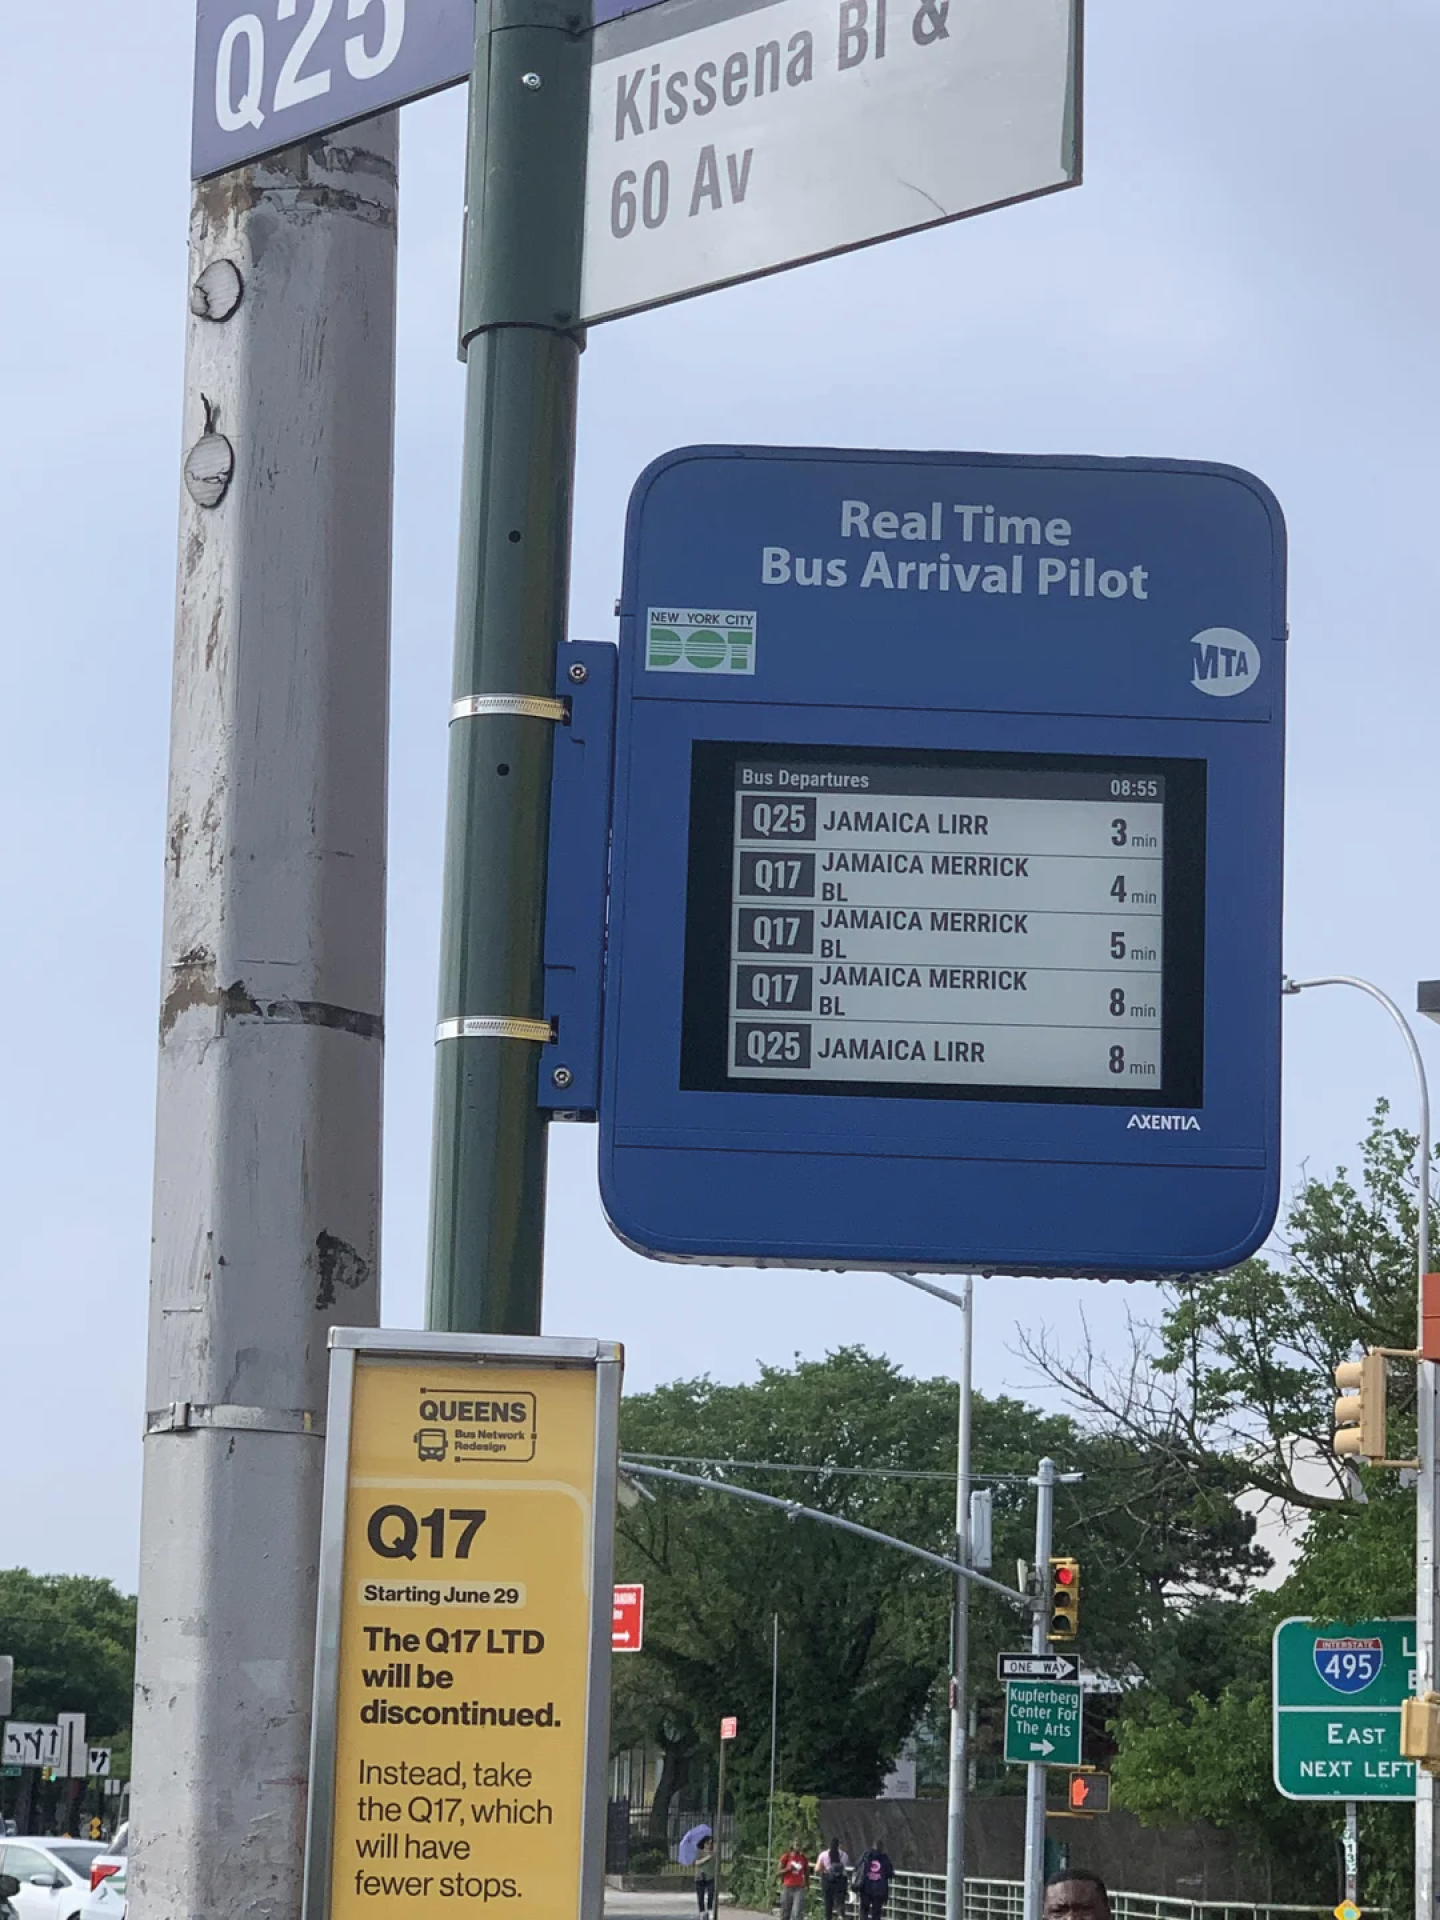 Q25
Kissena Bl &
60 Av
Real Time
Bus Arrival Pilot
NEW YORK CITY
DOT
MTA
Bus Departures 08:55
Q25 JAMAICA LIRR 3 min
Q17 JAMAICA MERRICK BL 4 min
Q17 JAMAICA MERRICK BL 5 min
Q17 JAMAICA MERRICK BL 8 min
Q25 JAMAICA LIRR 8 min
AXENTIA
QUEENS
Bus Network
Redesign
Q17
Starting June 29
The Q17 LTD
will be
discontinued.
Instead, take
the Q17, which
will have
fewer stops.
ONE WAY
Kupferberg
Center For
The Arts
INTERSTATE
495
EAST
NEXT LEFT